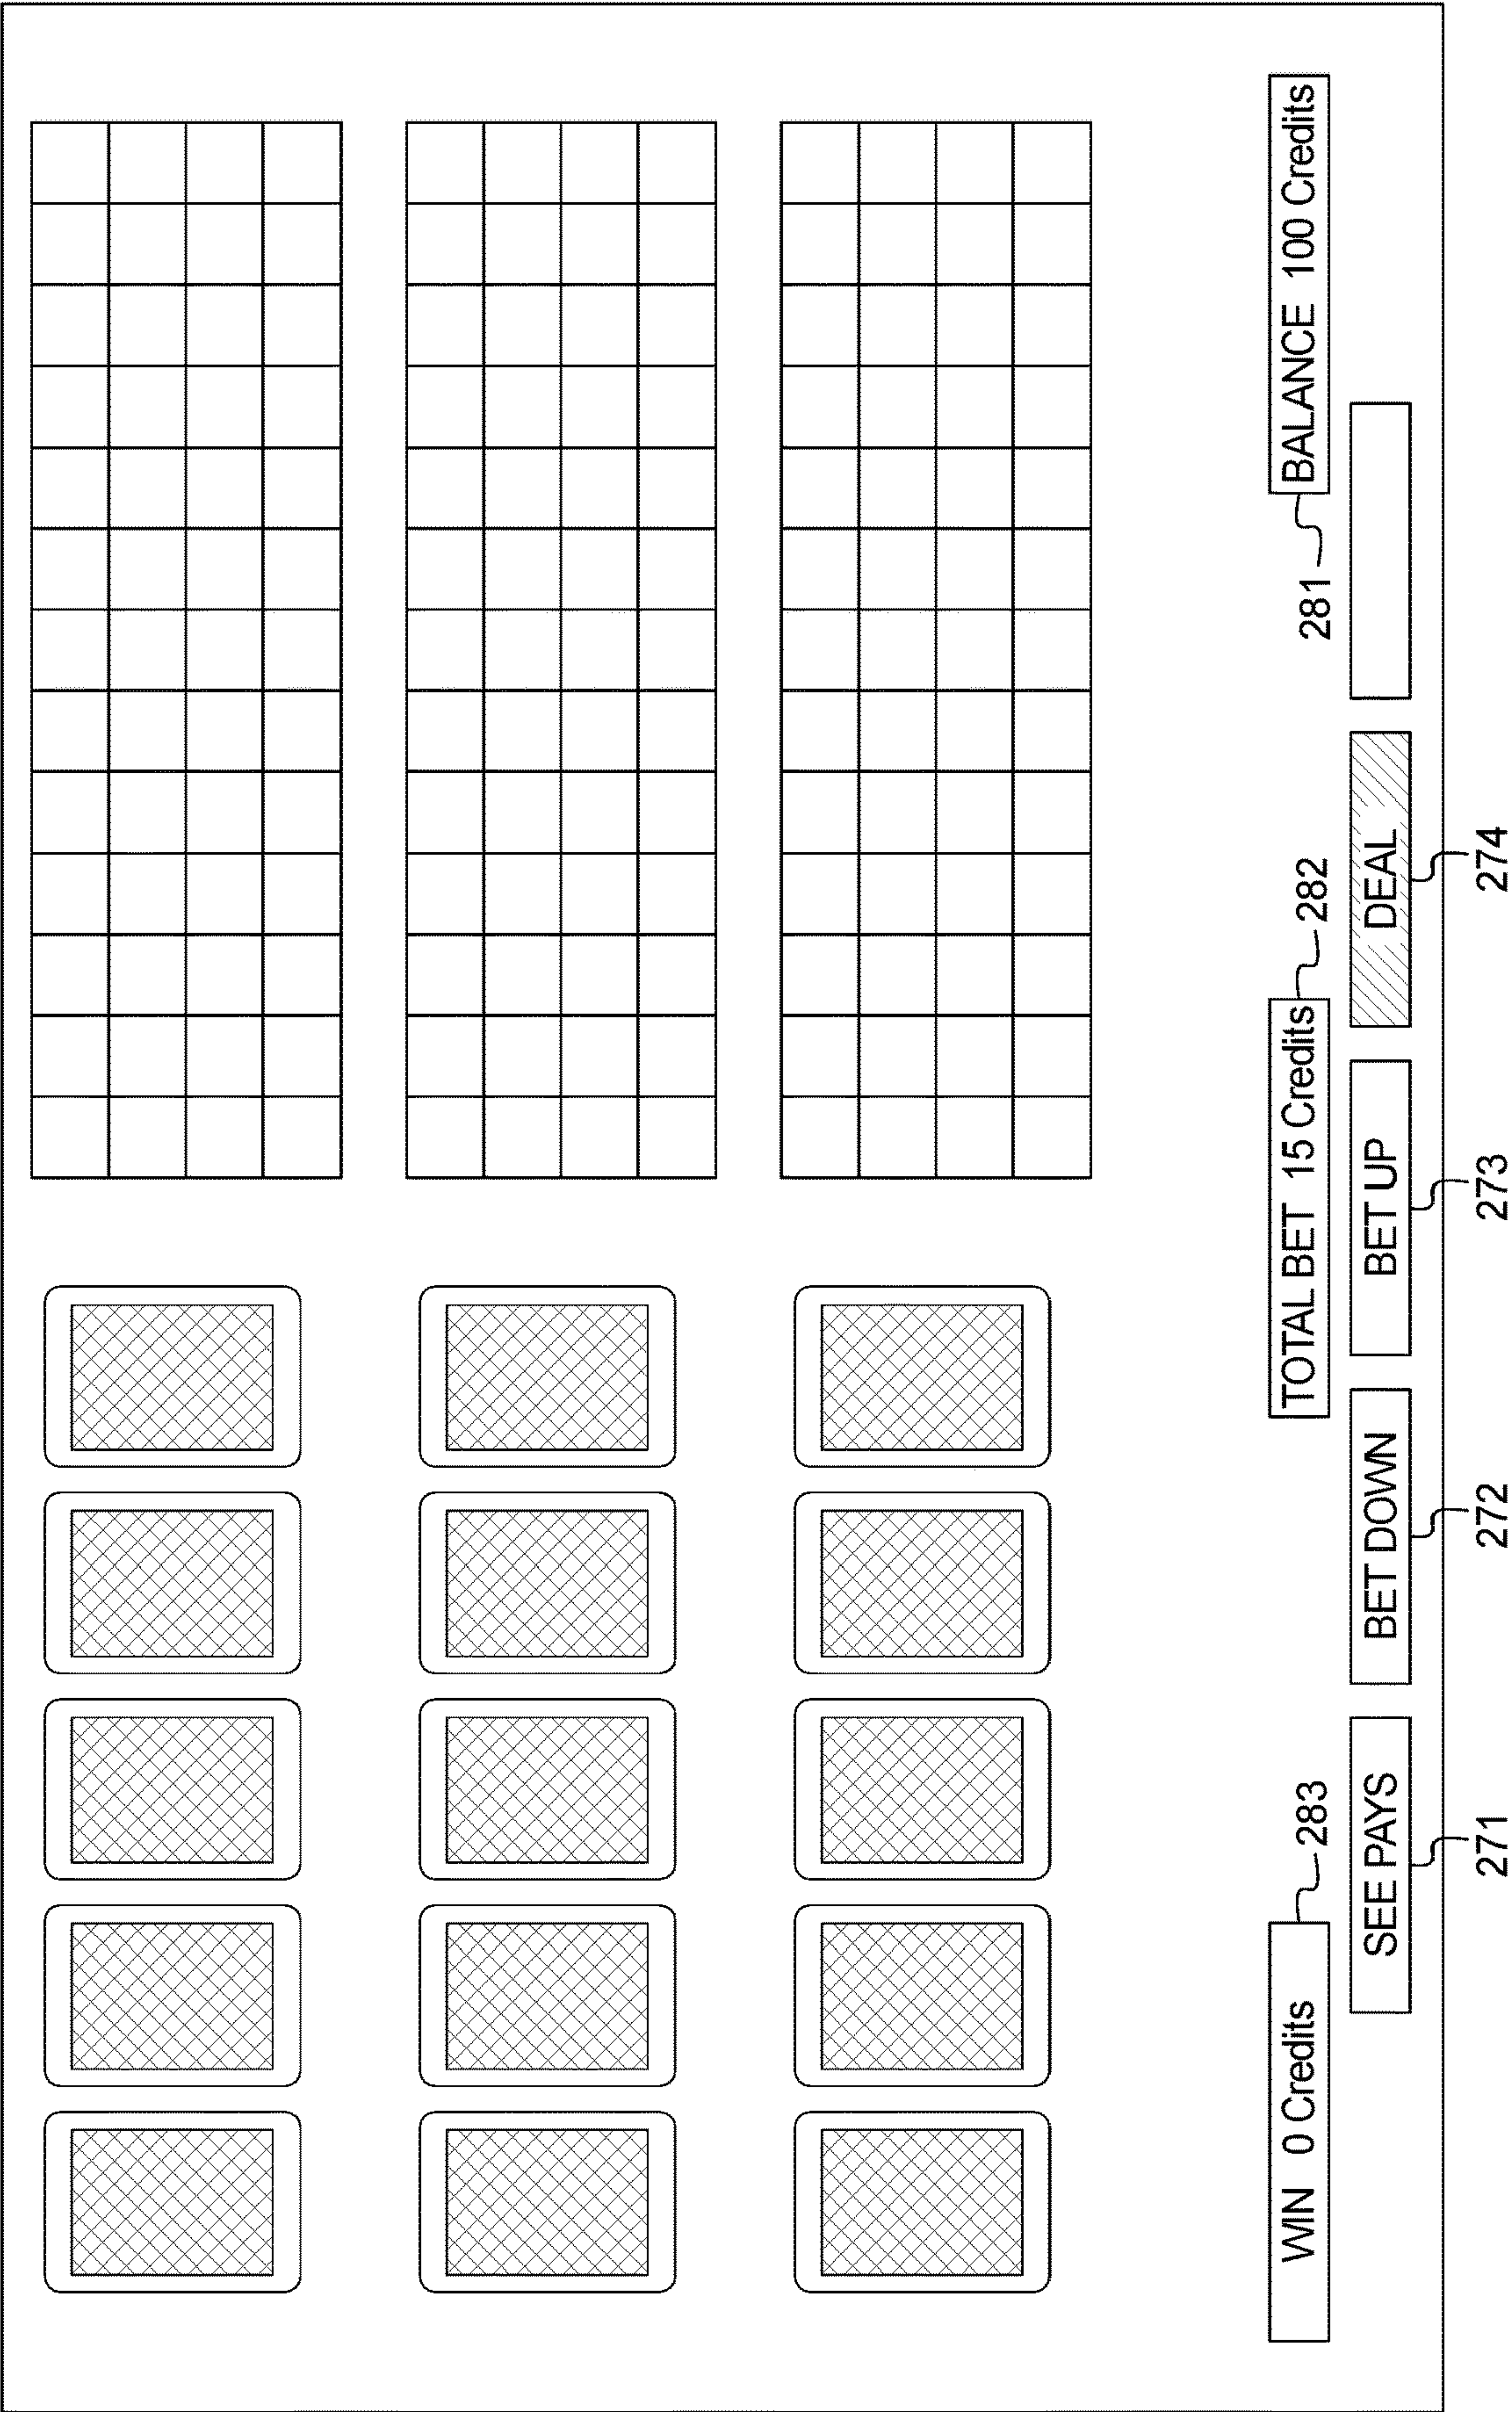 WIN 0 Credits
283
TOTAL BET 15 Credits
282
281
BALANCE 100 Credits
SEE PAYS
BET DOWN
BET UP
DEAL
271
272
273
274